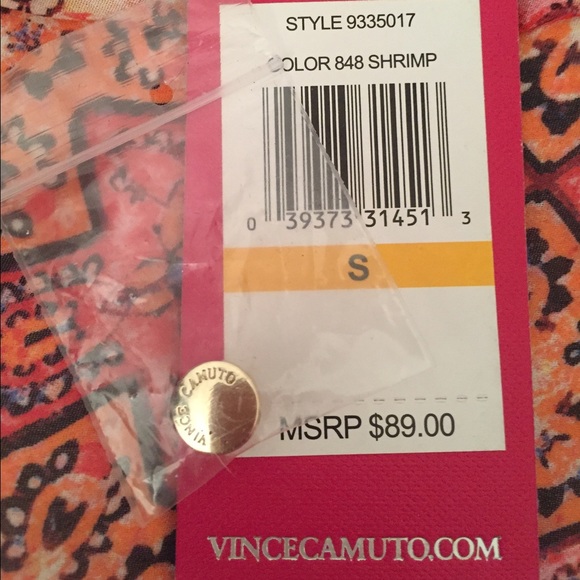 STYLE 9335017
COLOR 848 SHRIMP
0 39373 31451 3
S
VINCE CAMUTO
MSRP $89.00
VINCECAMUTO.COM